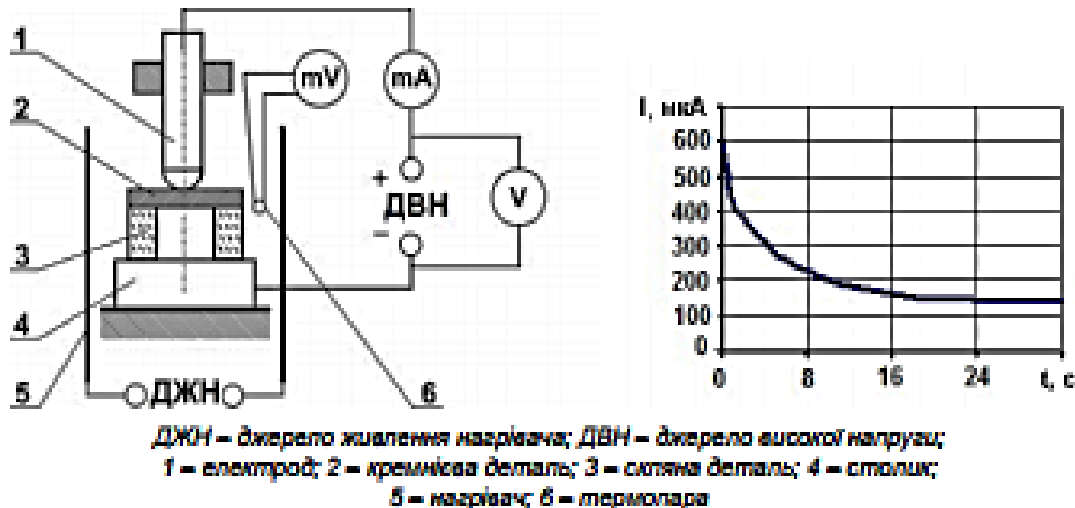 1
2
3
4
5
6
mV
mA
V
+
ДВН
−
ДЖН
I, мкА
600
500
400
300
200
100
0
0 8 16 24 t, с
ДЖН – джерело живлення нагрівача; ДВН – джерело високої напруги;
1 – електрод; 2 – кремнієва деталь; 3 – скляна деталь; 4 – столик;
5 – нагрівач; 6 – термопара